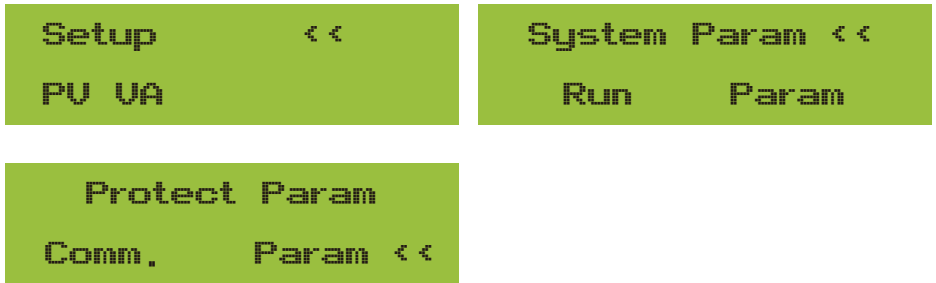 Setup <<
PV VA
System Param <<
Run Param
Protect Param
Comm. Param <<